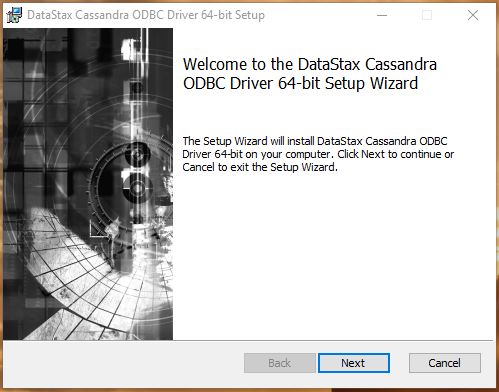 DataStax Cassandra ODBC Driver 64-bit Setup
Welcome to the DataStax Cassandra
ODBC Driver 64-bit Setup Wizard
The Setup Wizard will install DataStax Cassandra ODBC
Driver 64-bit on your computer. Click Next to continue or
Cancel to exit the Setup Wizard.
Back
Next
Cancel